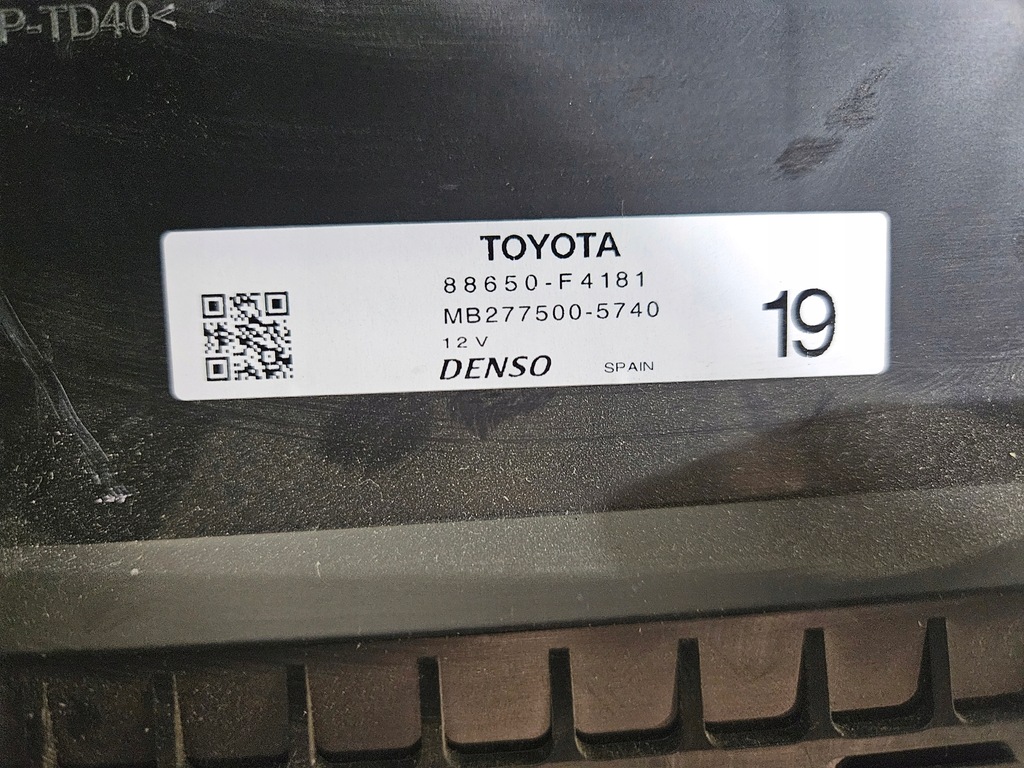 P-TD40<
TOYOTA
88650-F4181
MB277500-5740
12V
DENSO SPAIN
19